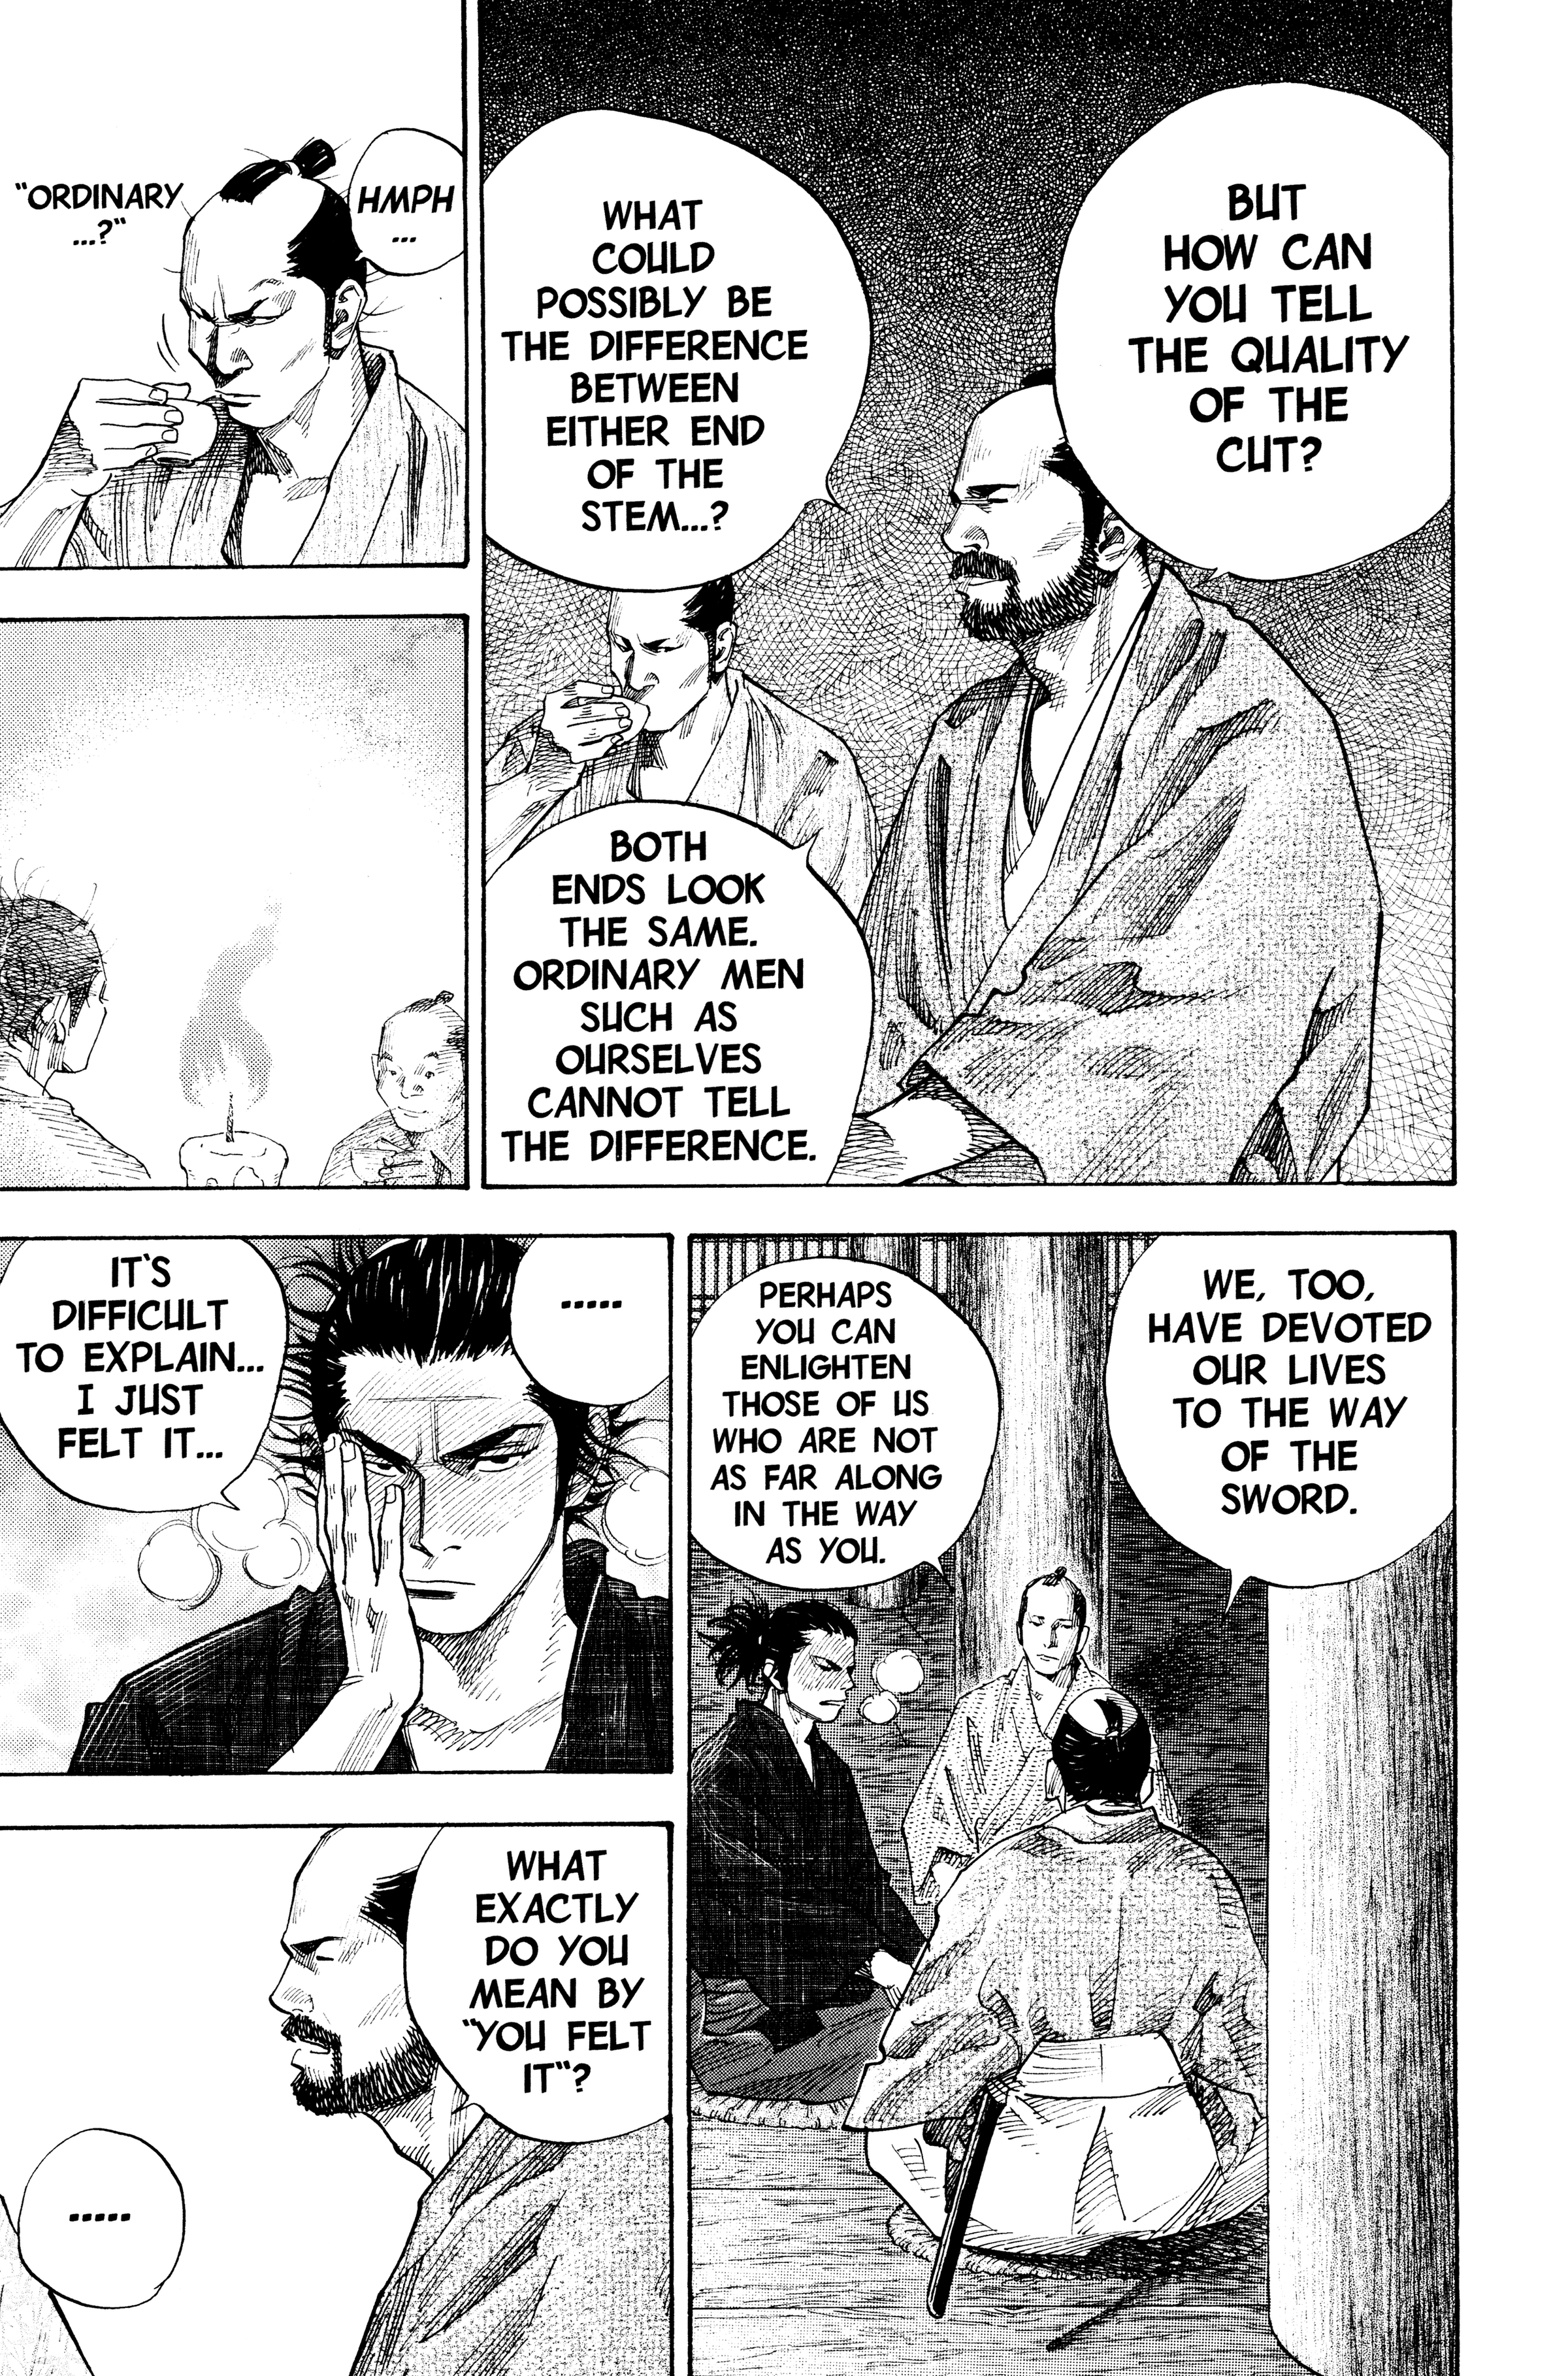 BUT
HOW CAN
YOU TELL
THE QUALITY
OF THE
CUT?
WHAT
COULD
POSSIBLY BE
THE DIFFERENCE
BETWEEN
EITHER END
OF THE
STEM...?
BOTH
ENDS LOOK
THE SAME.
ORDINARY MEN
SUCH AS
OURSELVES
CANNOT TELL
THE DIFFERENCE.
HMPH
...
"ORDINARY
...?"
WE, TOO,
HAVE DEVOTED
OUR LIVES
TO THE WAY
OF THE
SWORD.
PERHAPS
YOU CAN
ENLIGHTEN
THOSE OF US
WHO ARE NOT
AS FAR ALONG
IN THE WAY
AS YOU.
.....
IT'S
DIFFICULT
TO EXPLAIN...
I JUST
FELT IT...
WHAT
EXACTLY
DO YOU
MEAN BY
"YOU FELT
IT"?
.....